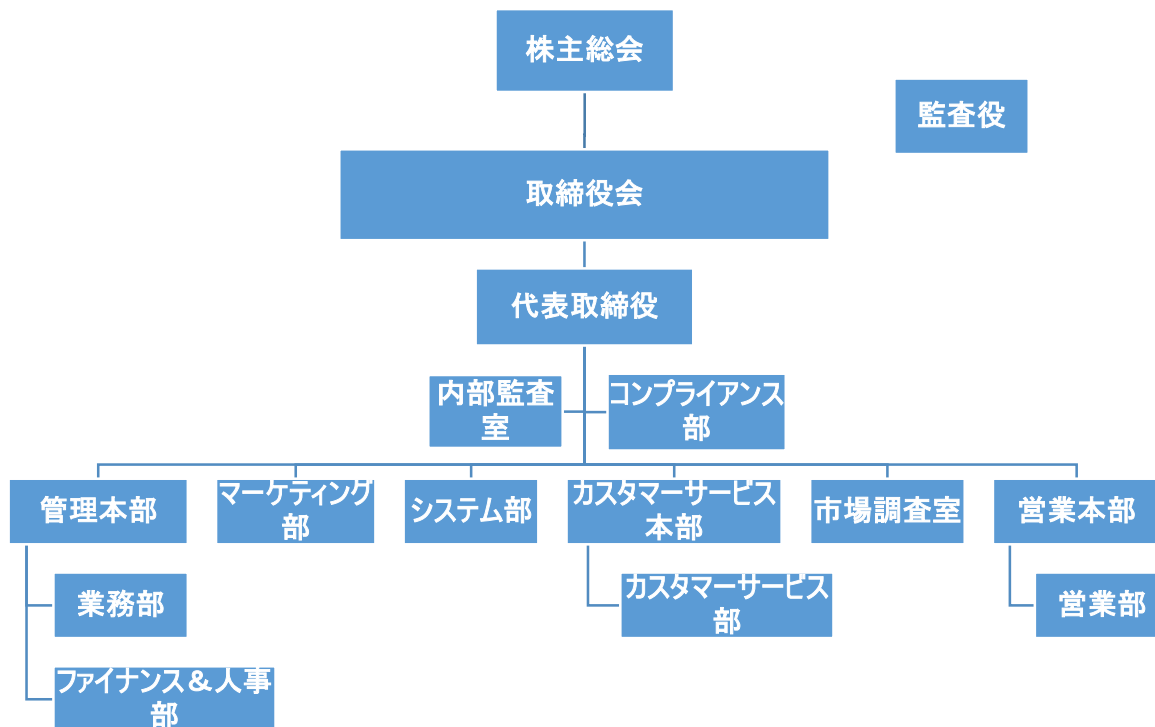 株主総会
監査役
取締役会
代表取締役
内部監査
室
コンプライアンス
部
管理本部
マーケティング
部
システム部
カスタマーサービス
本部
市場調査室
営業本部
業務部
カスタマーサービス
部
営業部
ファイナンス＆人事
部